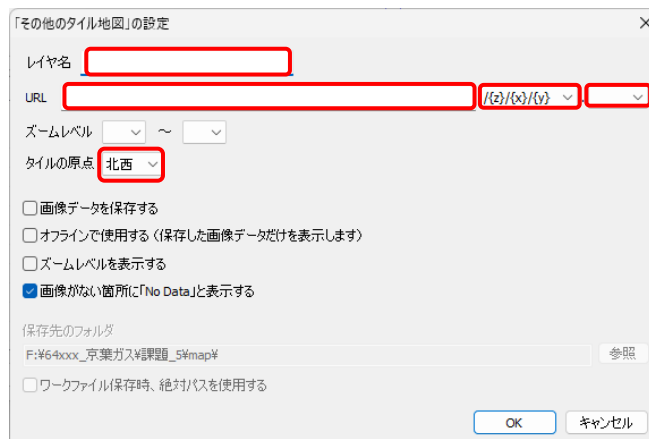 「その他のタイル地図」の設定
レイヤ名
URL /{z}/{x}/{y} .
ズームレベル ～
タイルの原点 北西
画像データを保存する
オフラインで使用する（保存した画像データだけを表示します）
ズームレベルを表示する
画像がない箇所に「No Data」と表示する
保存先のフォルダ
F:¥64xxx_京葉ガス¥課題_5¥map¥ 参照
ワークファイル保存時、絶対パスを使用する
OK キャンセル